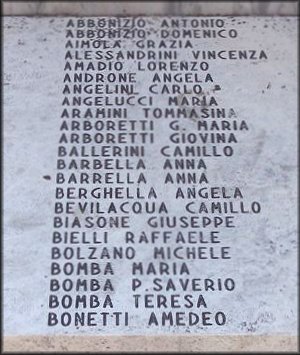 ABBONIZIO ANTONIO
ABBONIZIO DOMENICO
AIMOLA GRAZIA
ALESSANDRINI VINCENZA
AMADIO LORENZO
ANDRONE ANGELA
ANGELINI CARLO
ANGELUCCI MARIA
ARAMINI TOMMASINA
ARBORETTI G. MARIA
ARBORETTI GIOVINA
BALLERINI CAMILLO
BARBELLA ANNA
BARRELLA ANNA
BERGHELLA ANGELA
BEVILACQUA CAMILLO
BIASONE GIUSEPPE
BIELLI RAFFAELE
BOLZANO MICHELE
BOMBA MARIA
BOMBA P.SAVERIO
BOMBA TERESA
BONETTI AMEDEO